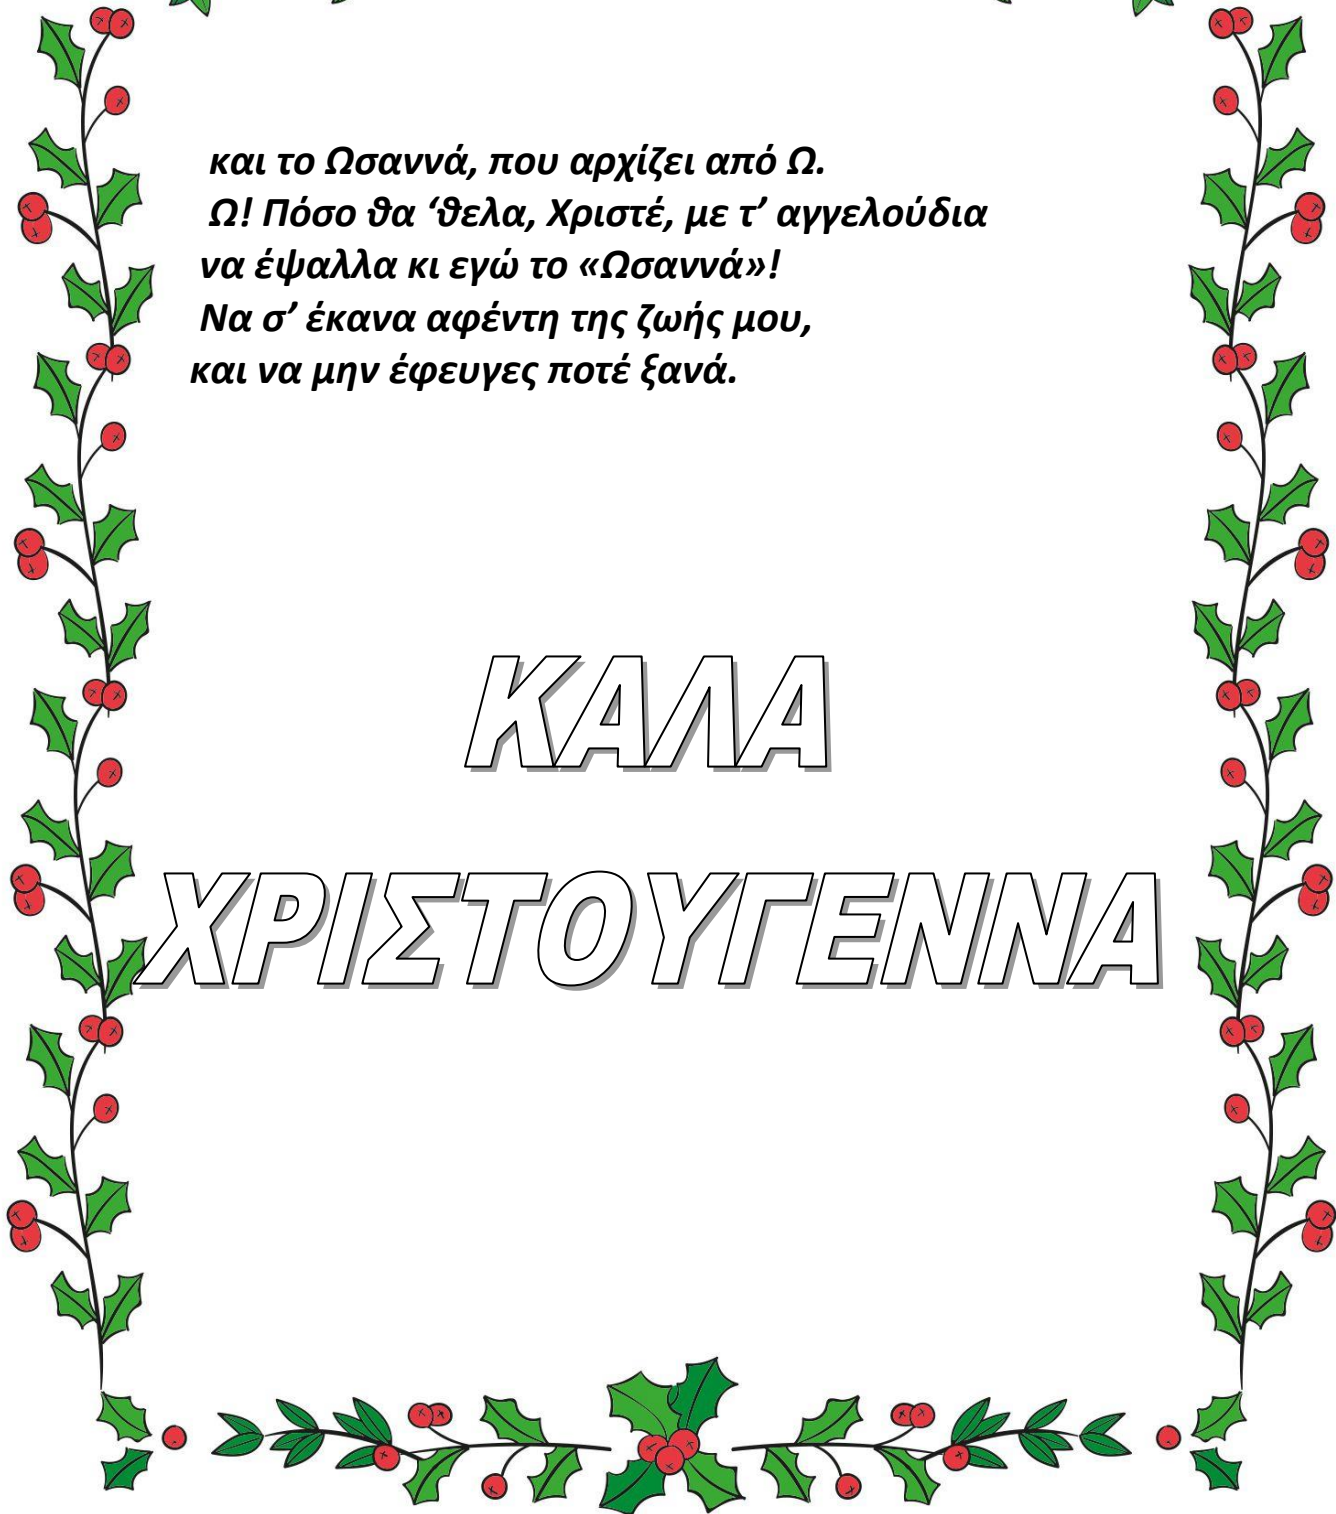 και το Ωσαννά, που αρχίζει από Ω.
Ω! Πόσο θα ‘θελα, Χριστέ, με τ’ αγγελούδια
να έψαλλα κι εγώ το «Ωσαννά»!
Να σ’ έκανα αφέντη της ζωής μου,
και να μην έφευγες ποτέ ξανά.
ΚΑΛΑ
ΧΡΙΣΤΟΥΓΕΝΝΑ